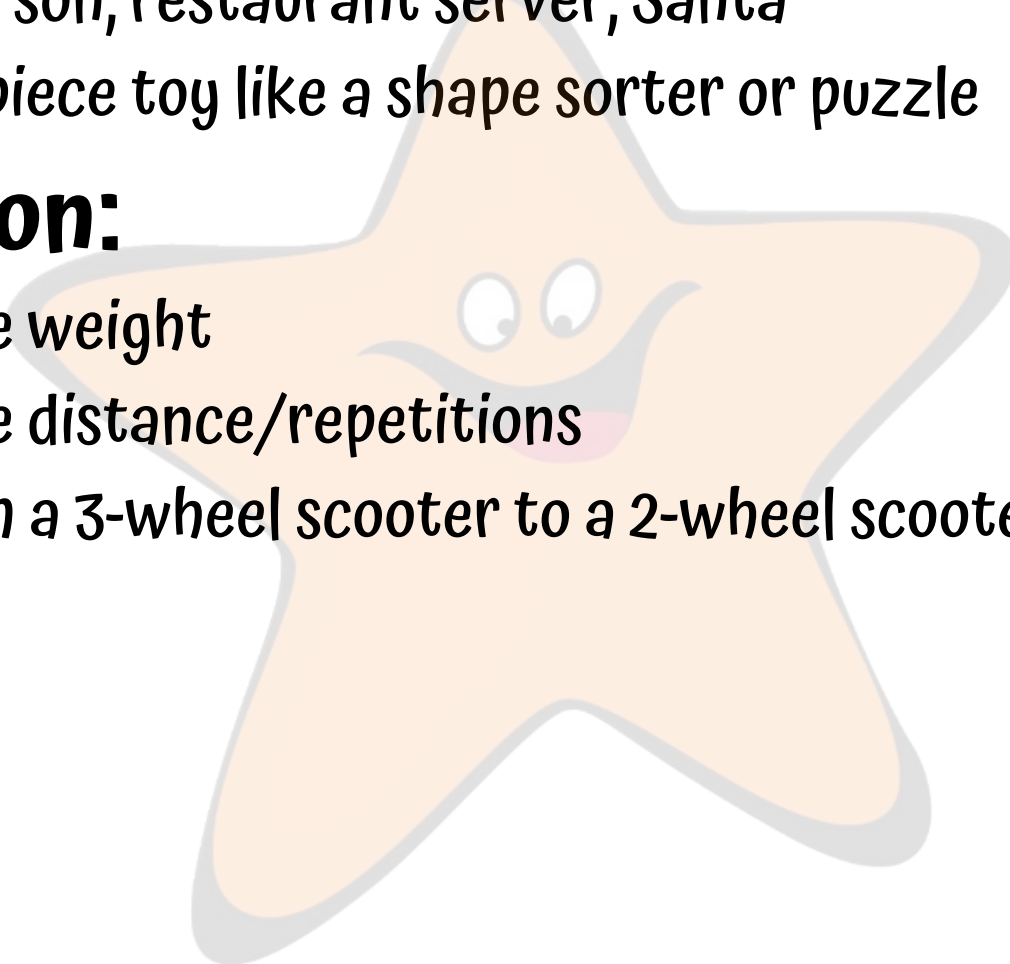 son, restaurant server, Santa
piece toy like a shape sorter or puzzle
on:
e weight
e distance/repetitions
a 3-wheel scooter to a 2-wheel scoote